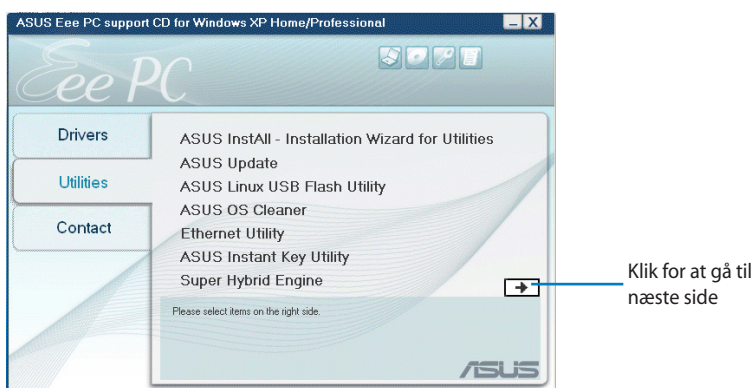 ASUS Eee PC support CD for Windows XP Home/Professional
Eee PC
Drivers
Utilities
Contact
ASUS InstAll - Installation Wizard for Utilities
ASUS Update
ASUS Linux USB Flash Utility
ASUS OS Cleaner
Ethernet Utility
ASUS Instant Key Utility
Super Hybrid Engine
Please select items on the right side.
ASUS
Klik for at gå til
næste side